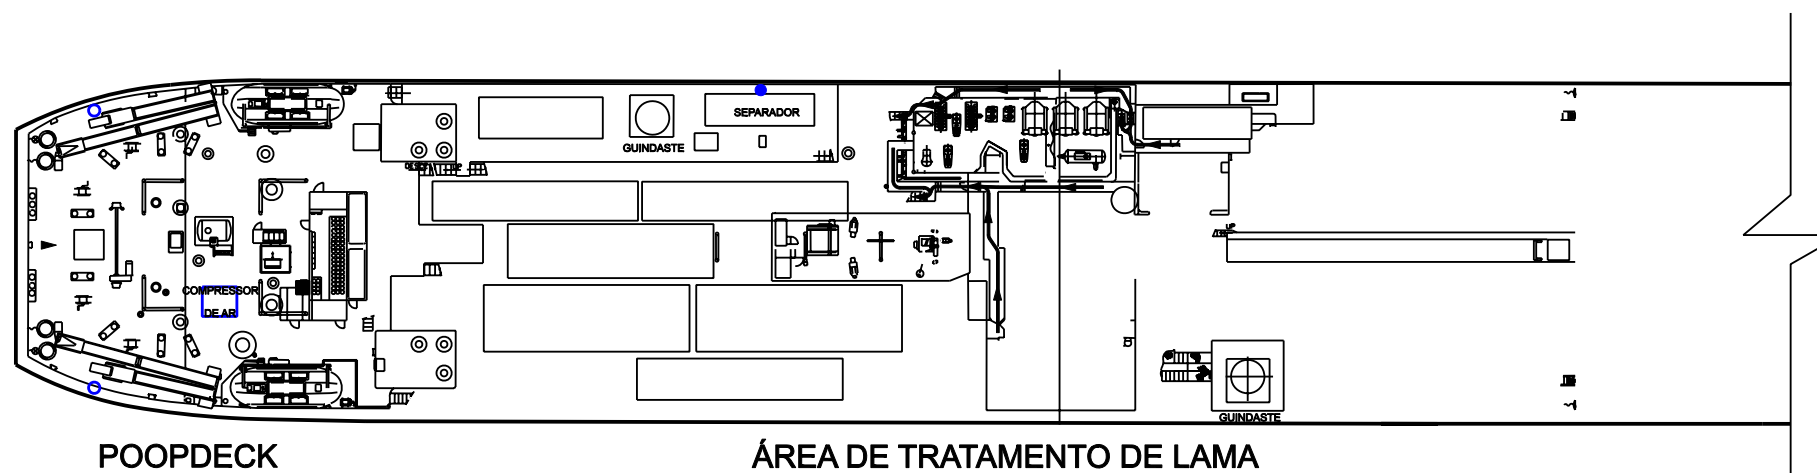 SEPARADOR
GUINDASTE
COMPRESSOR
DE AR
GUINDASTE
POOPDECK
ÁREA DE TRATAMENTO DE LAMA